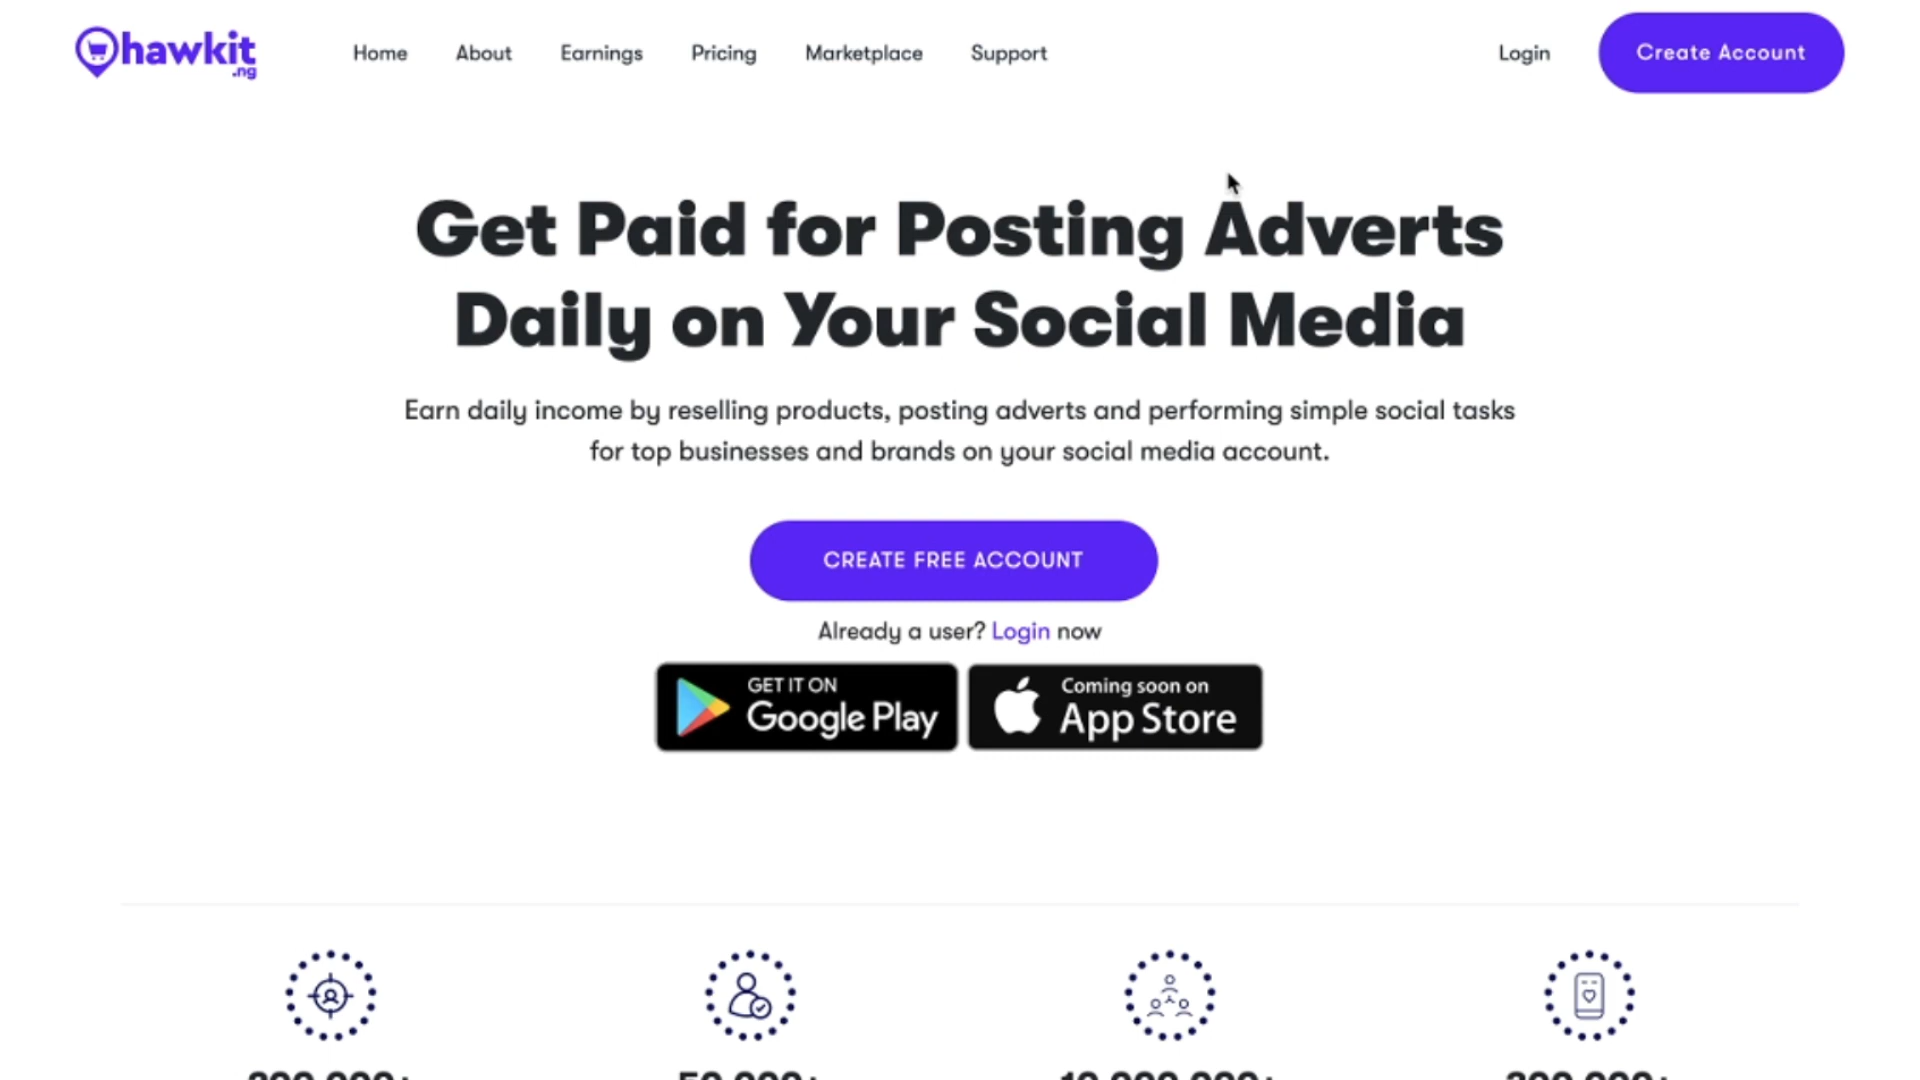 hawkit
.ng
Home
About
Earnings
Pricing
Marketplace
Support
Login
Create Account
Get Paid for Posting Adverts
Daily on Your Social Media
Earn daily income by reselling products, posting adverts and performing simple social tasks
for top businesses and brands on your social media account.
CREATE FREE ACCOUNT
Already a user? Login now
GET IT ON
Google Play
Coming soon on
App Store